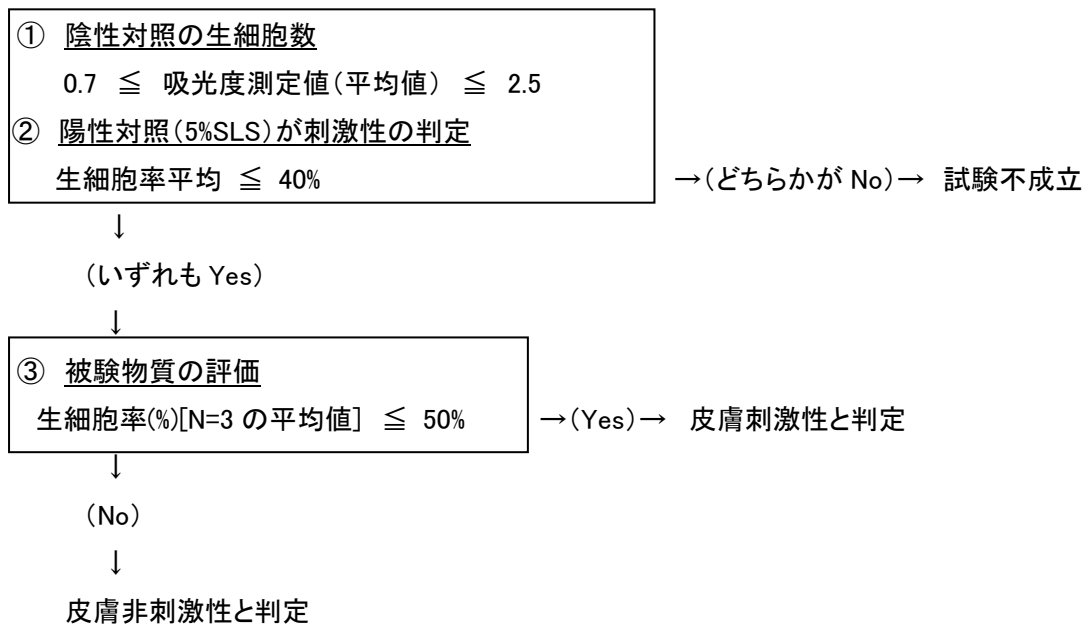 ① 陰性対照の生細胞数
0.7 ≦ 吸光度測定値(平均値) ≦ 2.5
② 陽性対照(5%SLS)が刺激性の判定
生細胞率平均 ≦ 40% →(どちらかが No)→ 試験不成立
↓
(いずれも Yes)
↓
③ 被験物質の評価
生細胞率(%)[N=3 の平均値] ≦ 50% →(Yes)→ 皮膚刺激性と判定
↓
(No)
↓
皮膚非刺激性と判定